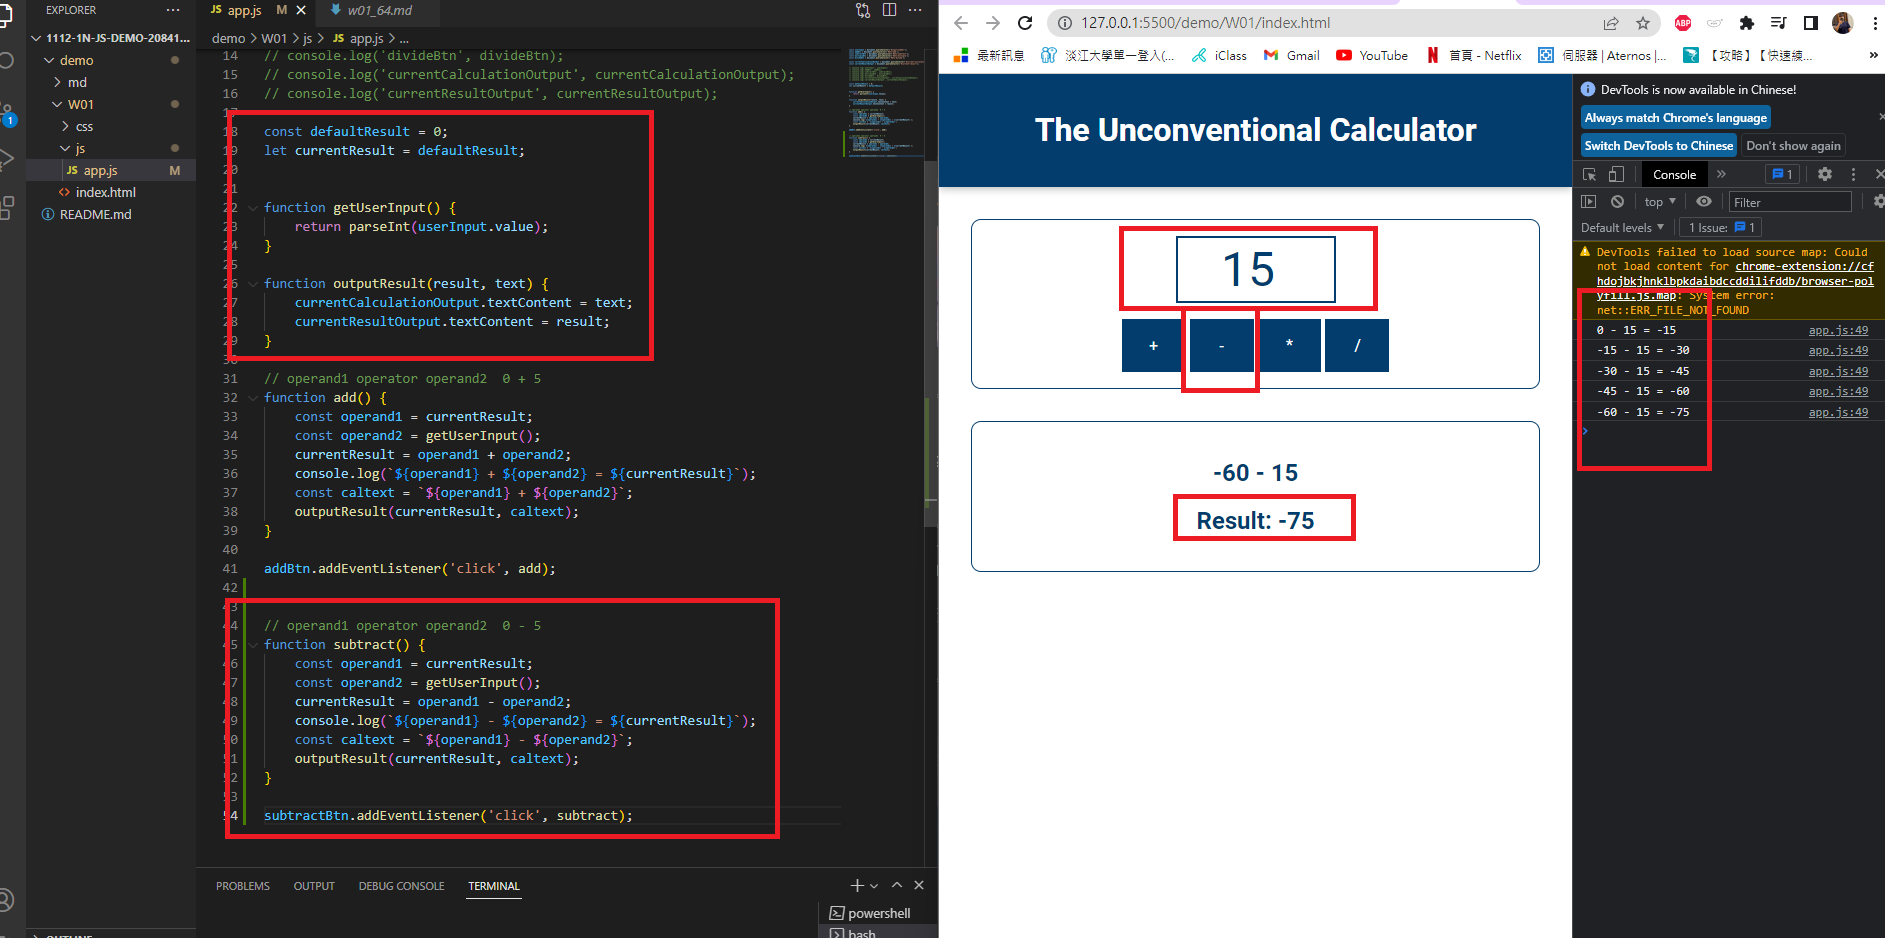 EXPLORER
1112-1N-JS-DEMO-20841...
demo
md
W01
css
js
JS app.js M
index.html
README.md
1
JS app.js M
w01_64.md
demo > W01 > js > JS app.js > ...
14 // console.log('divideBtn', divideBtn);
15 // console.log('currentCalculationOutput', currentCalculationOutput);
16 // console.log('currentResultOutput', currentResultOutput);
17
18 const defaultResult = 0;
19 let currentResult = defaultResult;
20
21
22 function getUserInput() {
23 return parseInt(userInput.value);
24 }
25
26 function outputResult(result, text) {
27 currentCalculationOutput.textContent = text;
28 currentResultOutput.textContent = result;
29 }
30
31 // operand1 operator operand2  0 + 5
32 function add() {
33 const operand1 = currentResult;
34 const operand2 = getUserInput();
35 currentResult = operand1 + operand2;
36 console.log(`${operand1} + ${operand2} = ${currentResult}`);
37 const caltext = `${operand1} + ${operand2}`;
38 outputResult(currentResult, caltext);
39 }
40
41 addBtn.addEventListener('click', add);
42
43
44 // operand1 operator operand2  0 - 5
45 function subtract() {
46 const operand1 = currentResult;
47 const operand2 = getUserInput();
48 currentResult = operand1 - operand2;
49 console.log(`${operand1} - ${operand2} = ${currentResult}`);
50 const caltext = `${operand1} - ${operand2}`;
51 outputResult(currentResult, caltext);
52 }
53
54 subtractBtn.addEventListener('click', subtract);
PROBLEMS OUTPUT DEBUG CONSOLE TERMINAL
powershell
bash
OUTLINE
127.0.0.1:5500/demo/W01/index.html
ABP
最新訊息 淡江大學單一登入(... iClass Gmail YouTube 首頁 - Netflix 伺服器 | Aternos |... 【攻略】【快速練... »
The Unconventional Calculator
15
+ - * /
-60 - 15
Result: -75
DevTools is now available in Chinese!
Always match Chrome's language
Switch DevTools to Chinese Don't show again
Console » 1
top Filter
Default levels 1 Issue: 1
DevTools failed to load source map: Could
not load content for chrome-extension://cf
hdojbkjhnklbpkdaibdccddilifddb/browser-pol
yfill.js.map: System error:
net::ERR_FILE_NOT_FOUND
0 - 15 = -15 app.js:49
-15 - 15 = -30 app.js:49
-30 - 15 = -45 app.js:49
-45 - 15 = -60 app.js:49
-60 - 15 = -75 app.js:49